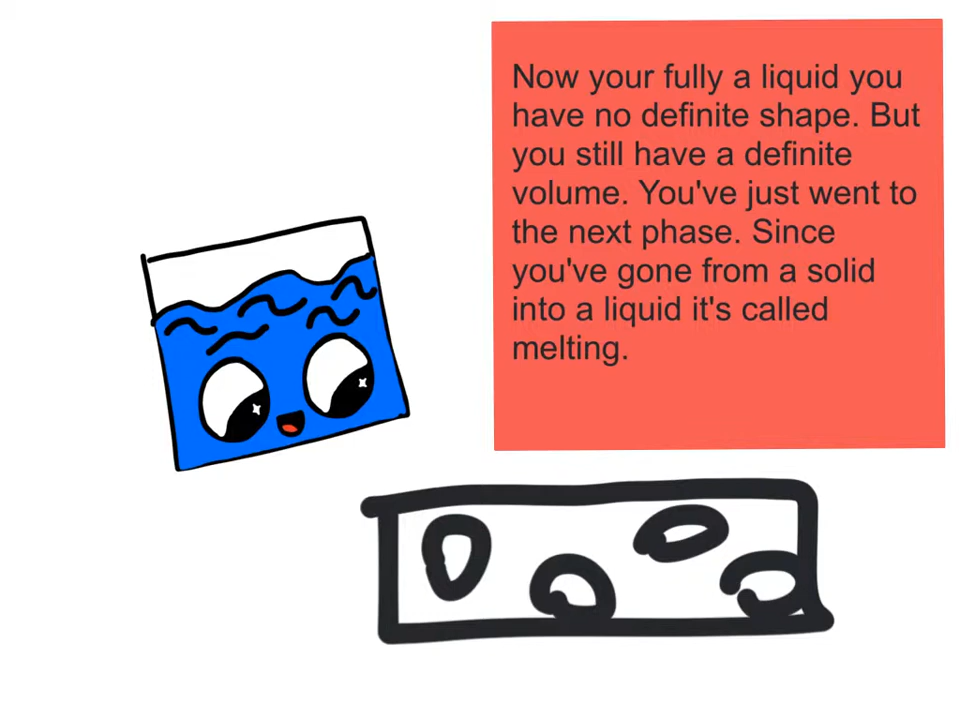 Now your fully a liquid you
have no definite shape. But
you still have a definite
volume. You've just went to
the next phase. Since
you've gone from a solid
into a liquid it's called
melting.